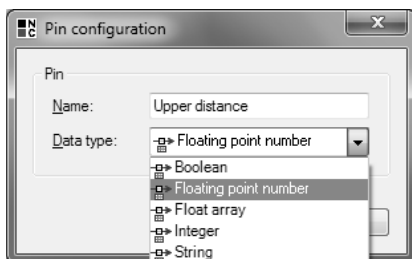 Pin configuration
Pin
Name: Upper distance
Data type: Floating point number
Boolean
Floating point number
Float array
Integer
String